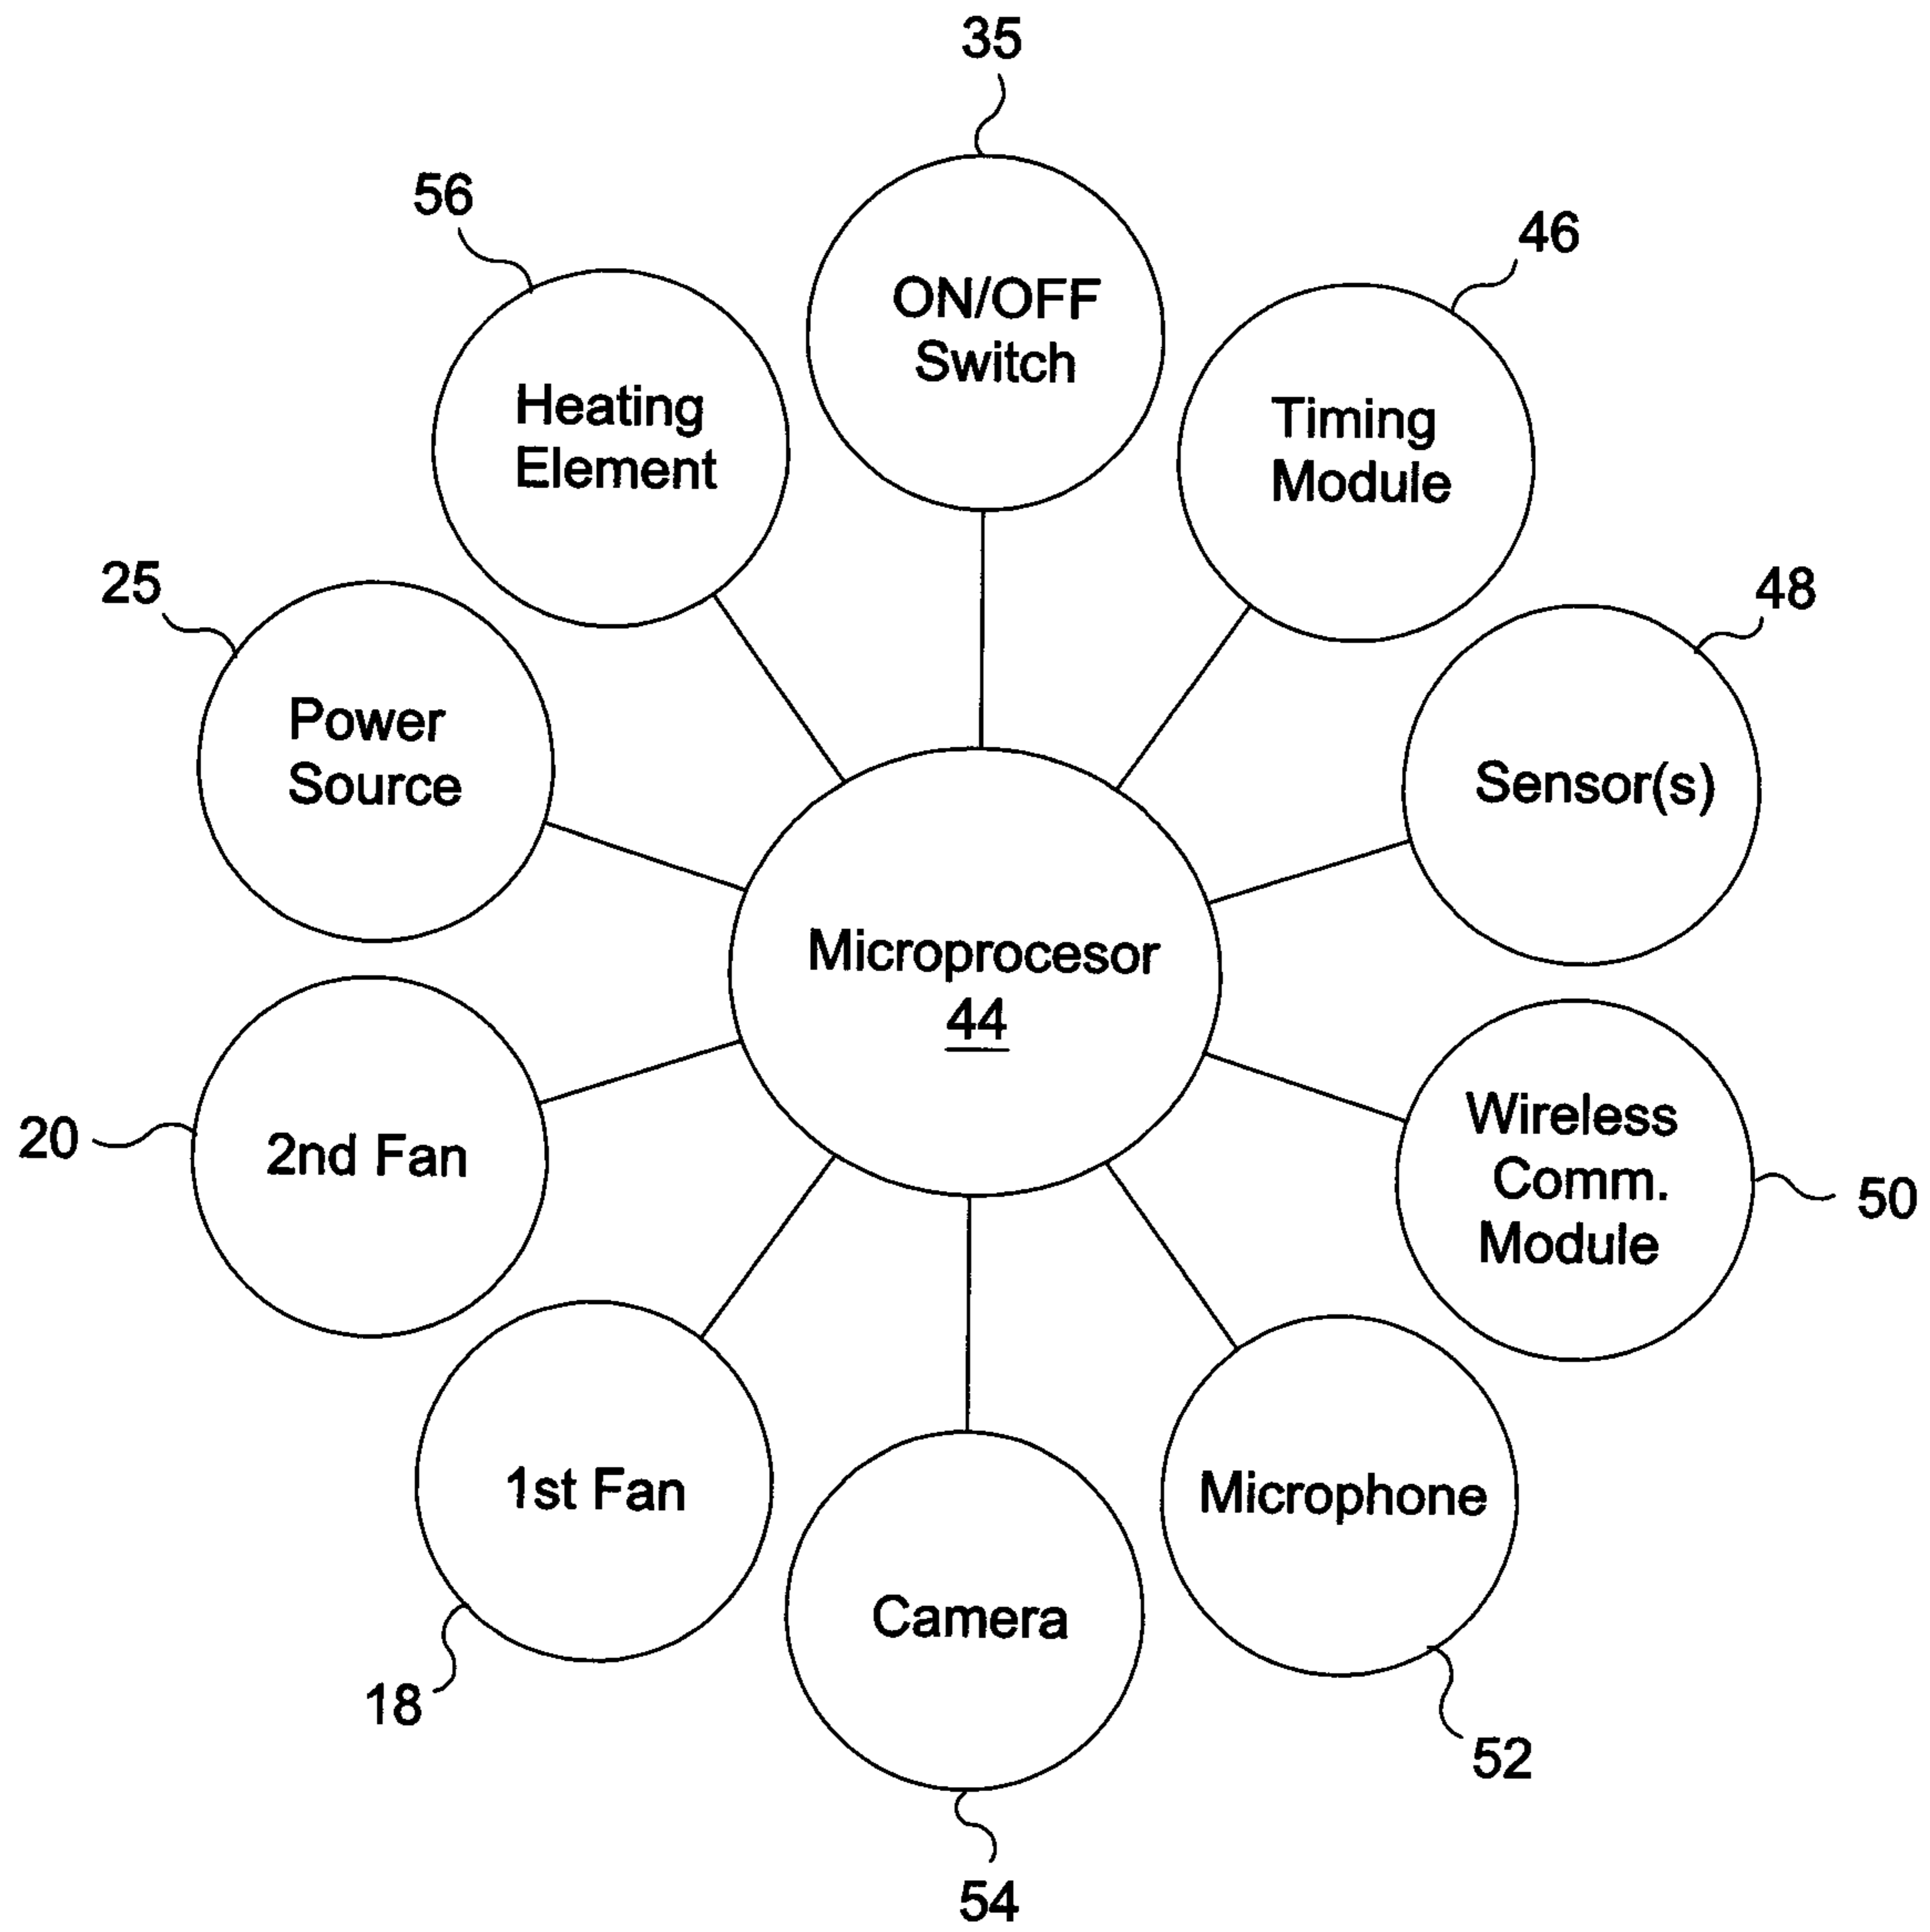 35
56
46
ON/OFF
Switch
Heating
Element
Timing
Module
25
48
Power
Source
Sensor(s)
Microprocesor
44
Wireless
Comm.
Module
20
2nd Fan
50
1st Fan
Microphone
Camera
18
52
54